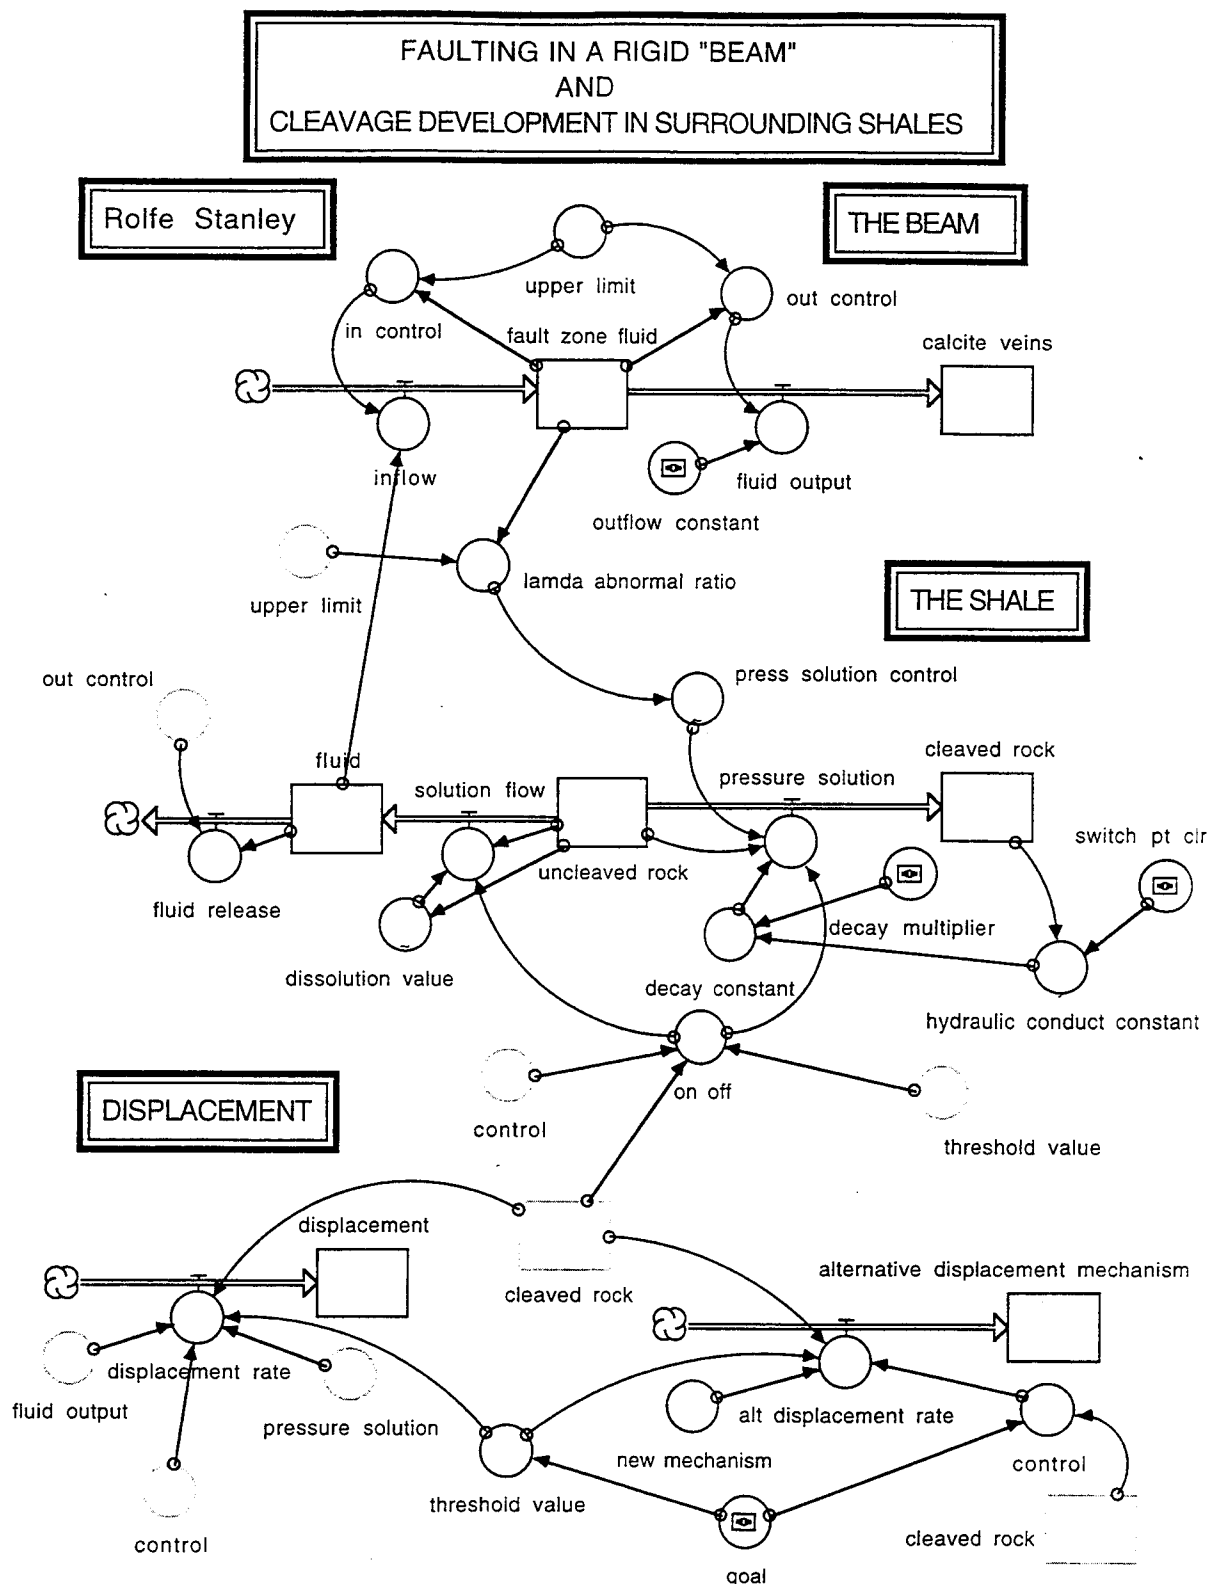 FAULTING IN A RIGID "BEAM"
AND
CLEAVAGE DEVELOPMENT IN SURROUNDING SHALES
Rolfe Stanley
THE BEAM
upper limit
out control
in control
fault zone fluid
calcite veins
inflow
fluid output
outflow constant
lamda abnormal ratio
upper limit
THE SHALE
out control
press solution control
fluid
cleaved rock
solution flow
pressure solution
switch pt clr
uncleaved rock
fluid release
decay multiplier
dissolution value
decay constant
hydraulic conduct constant
on off
DISPLACEMENT
control
threshold value
displacement
alternative displacement mechanism
cleaved rock
displacement rate
fluid output
pressure solution
alt displacement rate
new mechanism
control
threshold value
cleaved rock
control
goal